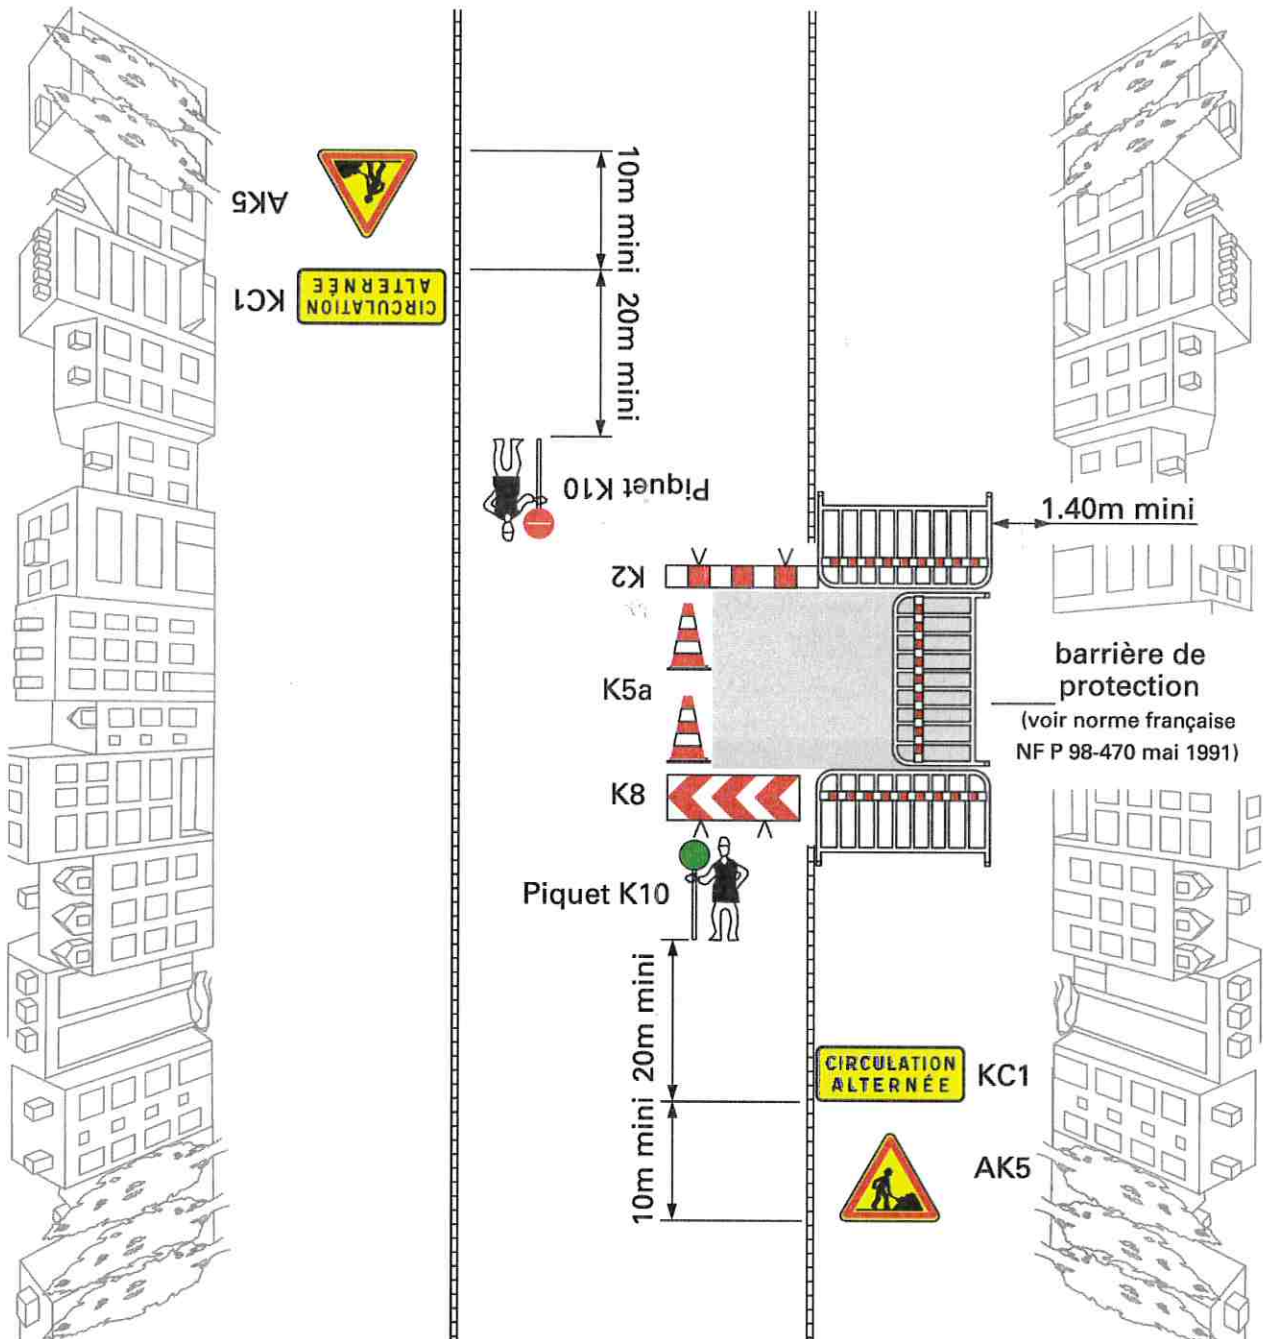 10m mini
AK5
CIRCULATION
ALTERNÉE
KC1
20m mini
Piquet K10
1.40m mini
K2
K5a
barrière de
protection
(voir norme française
NF P 98-470 mai 1991)
K8
Piquet K10
20m mini
CIRCULATION
ALTERNÉE
KC1
10m mini
AK5